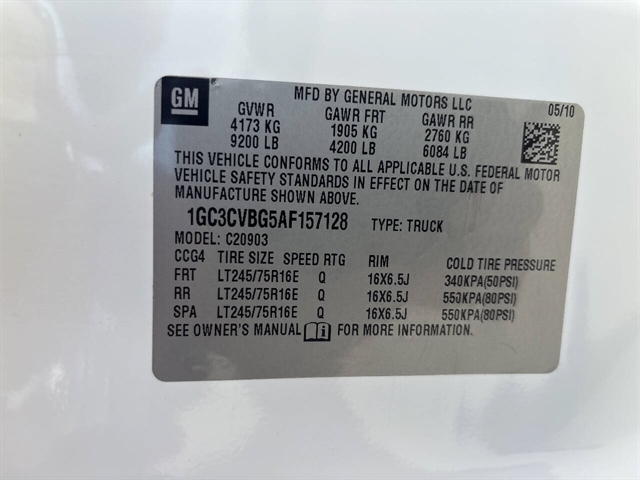 GM
MFD BY GENERAL MOTORS LLC 05/10
GVWR GAWR FRT GAWR RR
4173 KG 1905 KG 2760 KG
9200 LB 4200 LB 6084 LB
THIS VEHICLE CONFORMS TO ALL APPLICABLE U.S. FEDERAL MOTOR
VEHICLE SAFETY STANDARDS IN EFFECT ON THE DATE OF
MANUFACTURE SHOWN ABOVE.
1GC3CVBG5AF157128 TYPE: TRUCK
MODEL: C20903
CCG4 TIRE SIZE SPEED RTG RIM COLD TIRE PRESSURE
FRT LT245/75R16E Q 16X6.5J 340KPA(50PSI)
RR LT245/75R16E Q 16X6.5J 550KPA(80PSI)
SPA LT245/75R16E Q 16X6.5J 550KPA(80PSI)
SEE OWNER'S MANUAL i FOR MORE INFORMATION.